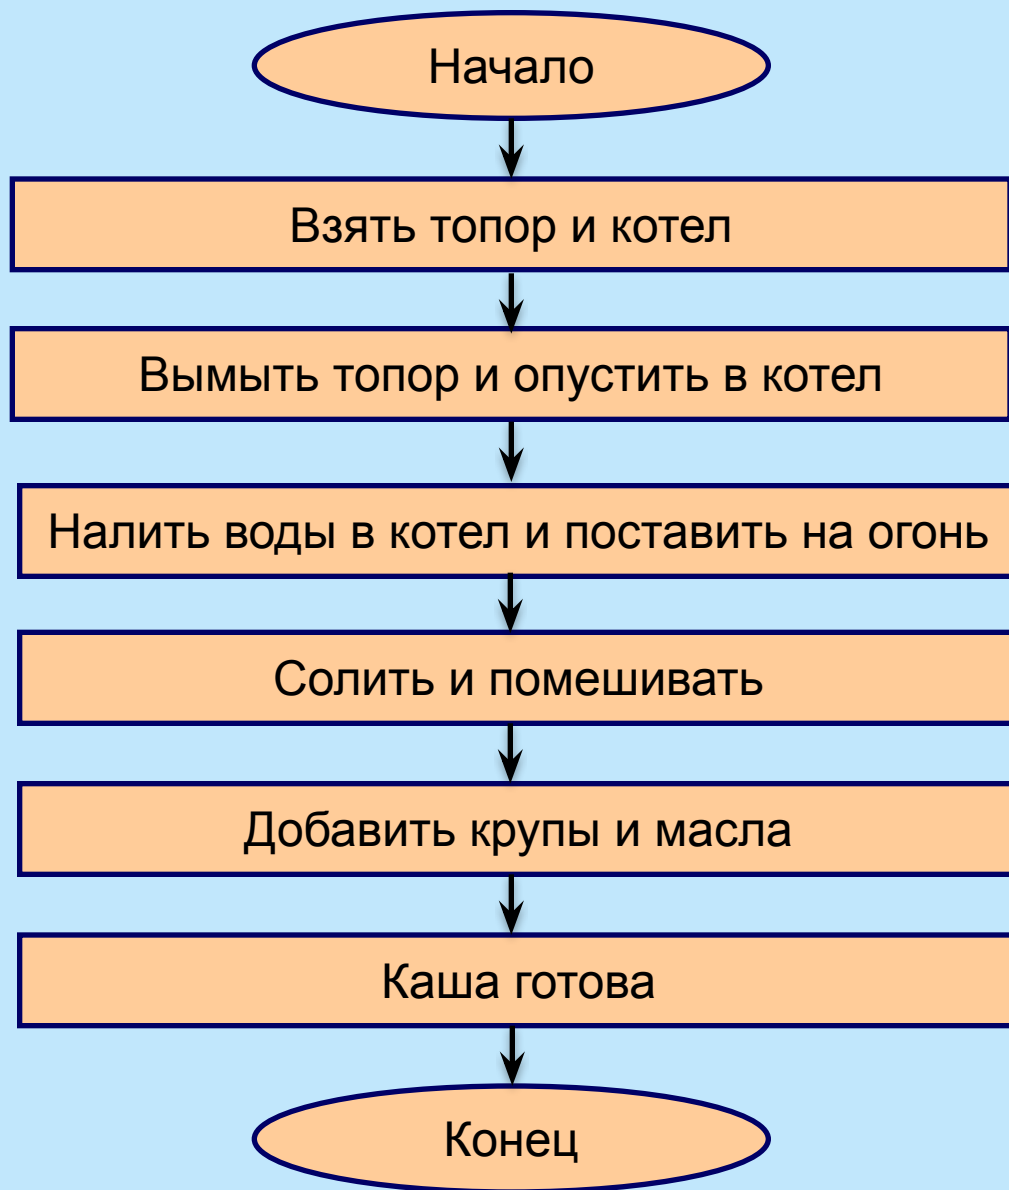 Начало
Взять топор и котел
Вымыть топор и опустить в котел
Налить воды в котел и поставить на огонь
Солить и помешивать
Добавить крупы и масла
Каша готова
Конец